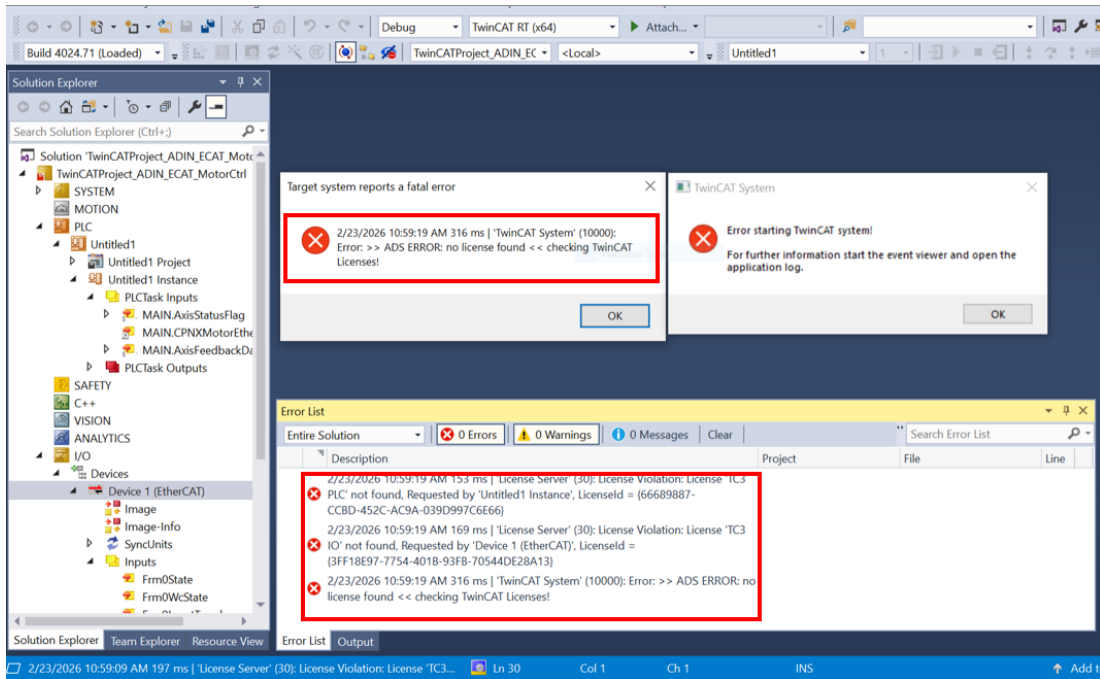 Debug
TwinCAT RT (x64)
Attach...
Build 4024.71 (Loaded)
TwinCATProject_ADIN_EC
<Local>
Untitled1
1
Solution Explorer
Search Solution Explorer (Ctrl+;)
Solution 'TwinCATProject_ADIN_ECAT_Moto
TwinCATProject_ADIN_ECAT_MotorCtrl
SYSTEM
MOTION
PLC
Untitled1
Untitled1 Project
Untitled1 Instance
PLCTask Inputs
MAIN.AxisStatusFlag
MAIN.CPNXMotorEthe
MAIN.AxisFeedbackDa
PLCTask Outputs
SAFETY
C++
VISION
ANALYTICS
I/O
Devices
Device 1 (EtherCAT)
Image
Image-Info
SyncUnits
Inputs
Frm0State
Frm0WcState
Solution Explorer
Team Explorer
Resource View
Target system reports a fatal error
2/23/2026 10:59:19 AM 316 ms | 'TwinCAT System' (10000):
Error: >> ADS ERROR: no license found << checking TwinCAT
Licenses!
OK
TwinCAT System
Error starting TwinCAT system!
For further information start the event viewer and open the
application log.
OK
Error List
Entire Solution
0 Errors
0 Warnings
0 Messages
Clear
Search Error List
Description
Project
File
Line
2/23/2026 10:59:19 AM 153 ms | 'License Server' (30): License Violation: License 'TC3
PLC' not found, Requested by 'Untitled1 Instance', LicenseId = {66689887-
CCBD-452C-AC9A-039D997C6E66}
2/23/2026 10:59:19 AM 169 ms | 'License Server' (30): License Violation: License 'TC3
IO' not found, Requested by 'Device 1 (EtherCAT)', LicenseId =
{3FF18E97-7754-401B-93FB-70544DE28A13}
2/23/2026 10:59:19 AM 316 ms | 'TwinCAT System' (10000): Error: >> ADS ERROR: no
license found << checking TwinCAT Licenses!
Error List
Output
2/23/2026 10:59:09 AM 197 ms | 'License Server' (30): License Violation: License 'TC3...
Ln 30
Col 1
Ch 1
INS
Add t